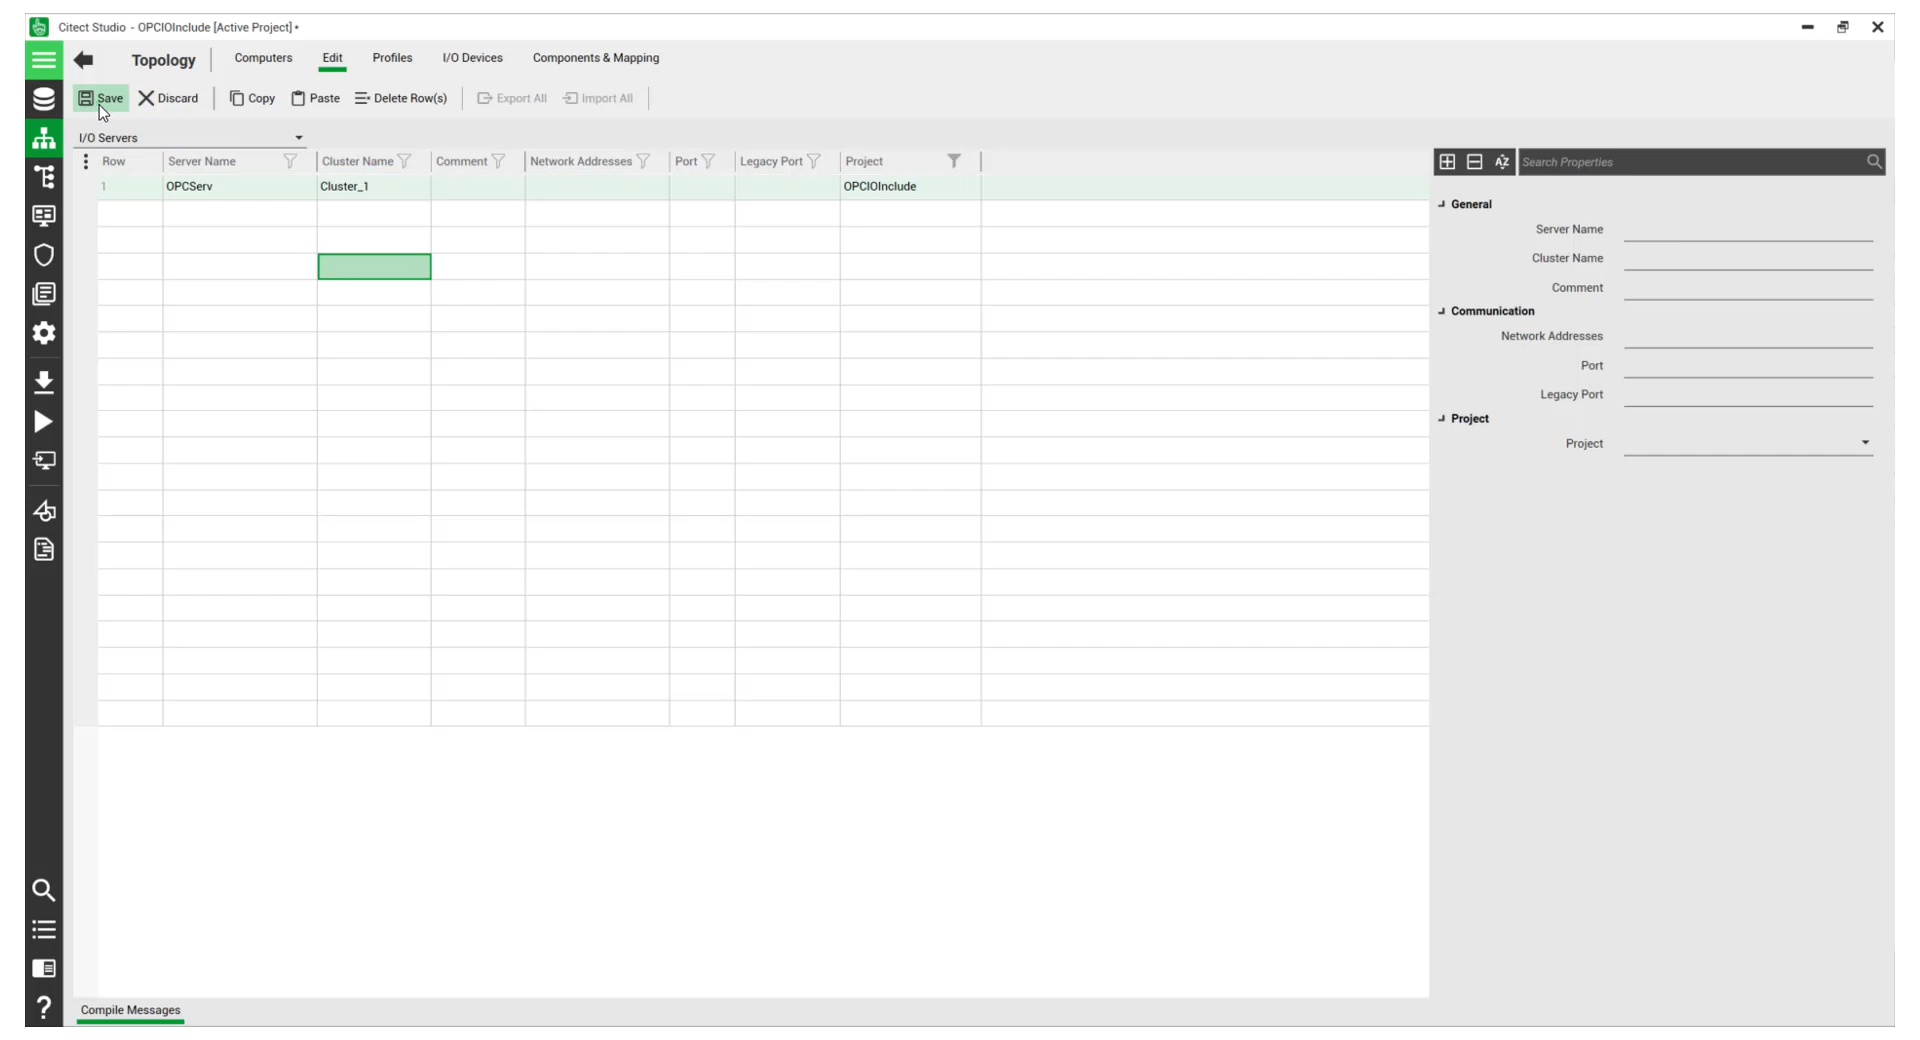 Citect Studio - OPCIOInclude [Active Project] *
Topology
Computers
Edit
Profiles
I/O Devices
Components & Mapping
Save
Discard
Copy
Paste
Delete Row(s)
Export All
Import All
I/O Servers
Row
Server Name
Cluster Name
Comment
Network Addresses
Port
Legacy Port
Project
1
OPCServ
Cluster_1
OPCIOInclude
AZ
Search Properties
General
Server Name
Cluster Name
Comment
Communication
Network Addresses
Port
Legacy Port
Project
Project
?
Compile Messages